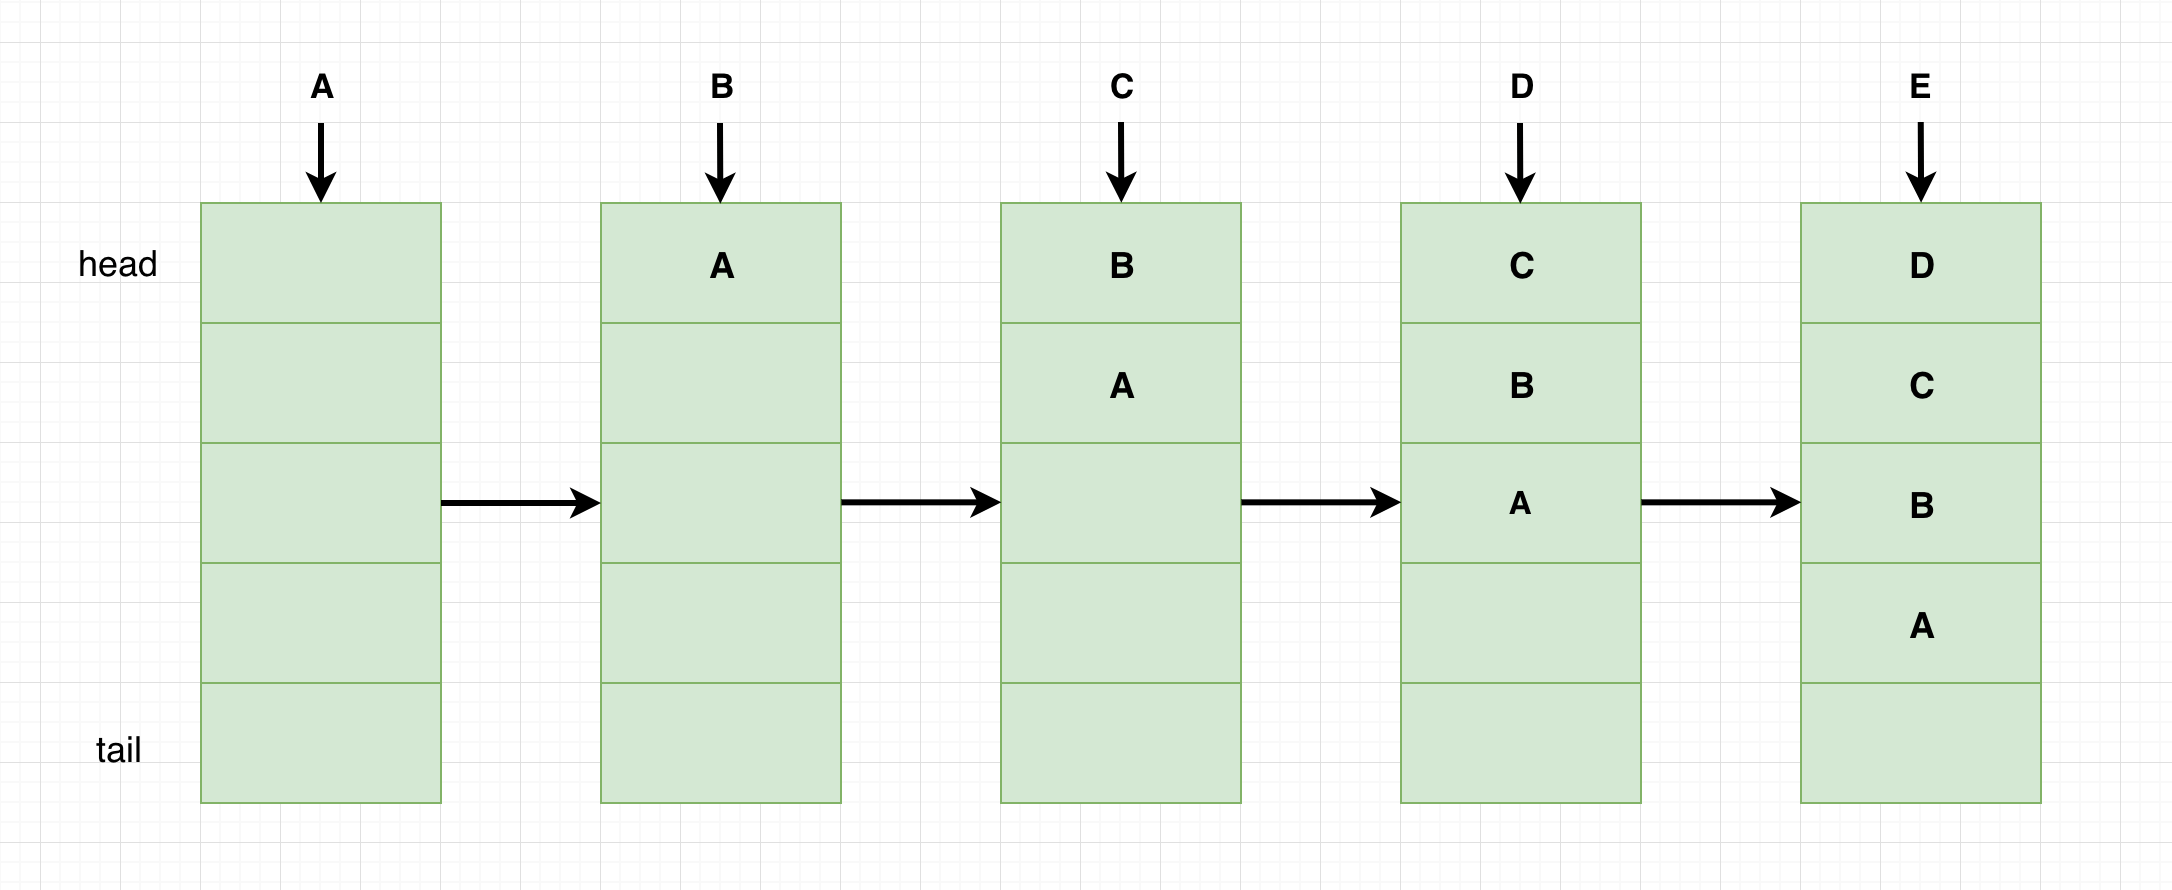 A B C D E
head A B C D
A B C
A B
A
tail